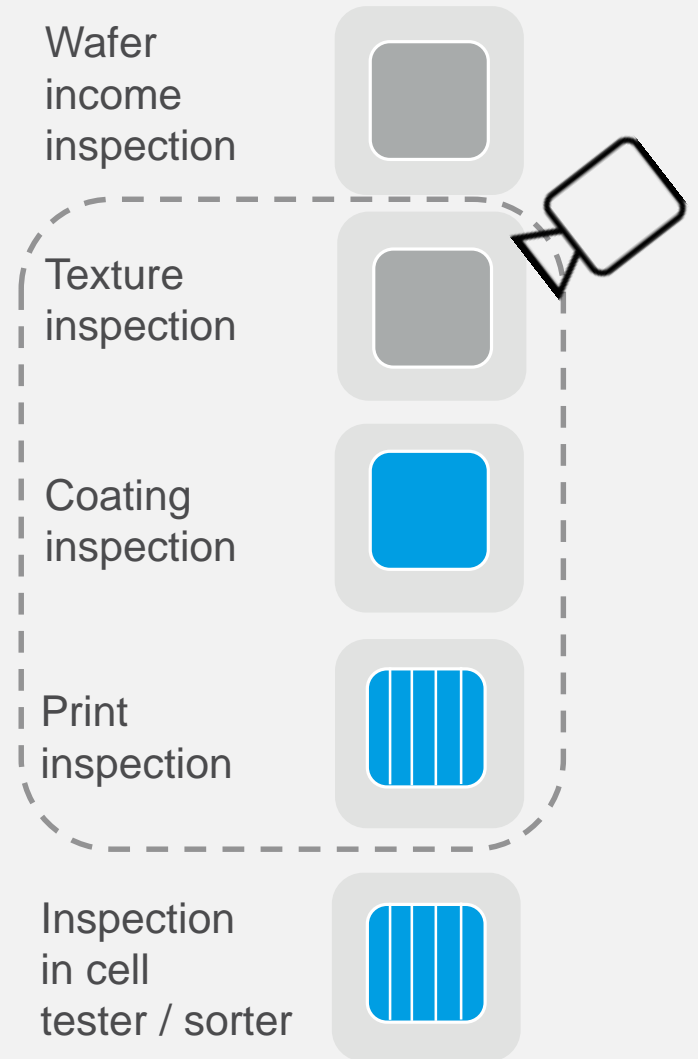 Wafer
income
inspection
Texture
inspection
Coating
inspection
Print
inspection
Inspection
in cell
tester / sorter